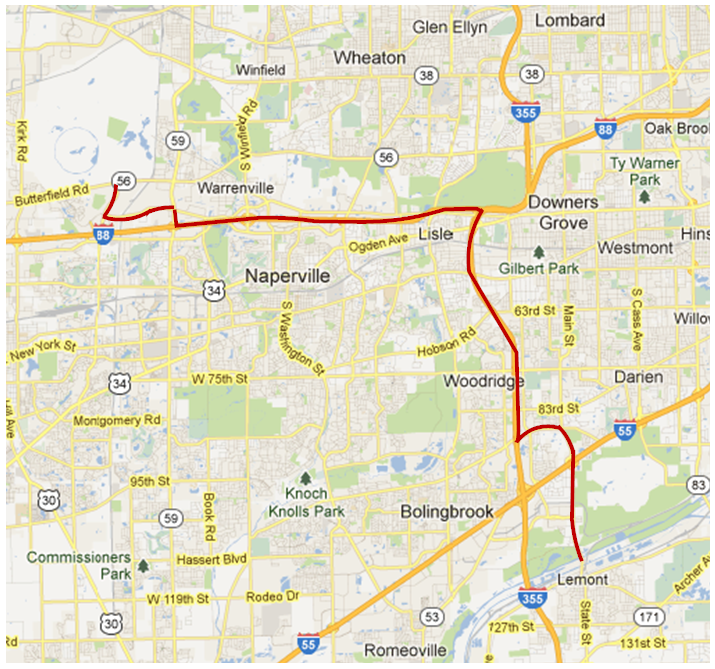 Glen Ellyn
Lombard
Wheaton
Winfield
38
38
355
88
Kirk Rd
59
S Winfield Rd
56
Oak Broo
Ty Warner
Park
56
Butterfield Rd
Warrenville
Downers
Grove
88
Lisle
Ogden Ave
Westmont
Hins
Gilbert Park
Naperville
34
S Washington St
63rd St
Main St
S Cass Ave
Willo
New York St
Hobson Rd
34
W 75th St
Woodridge
Darien
83rd St
Montgomery Rd
55
95th St
83
30
Knoch
Knolls Park
59
Book Rd
Bolingbrook
Commissioners
Park
Hassert Blvd
Lemont
Archer Av
W 119th St
Rodeo Dr
355
State St
30
53
171
127th St
131st St
Rd
55
Romeoville